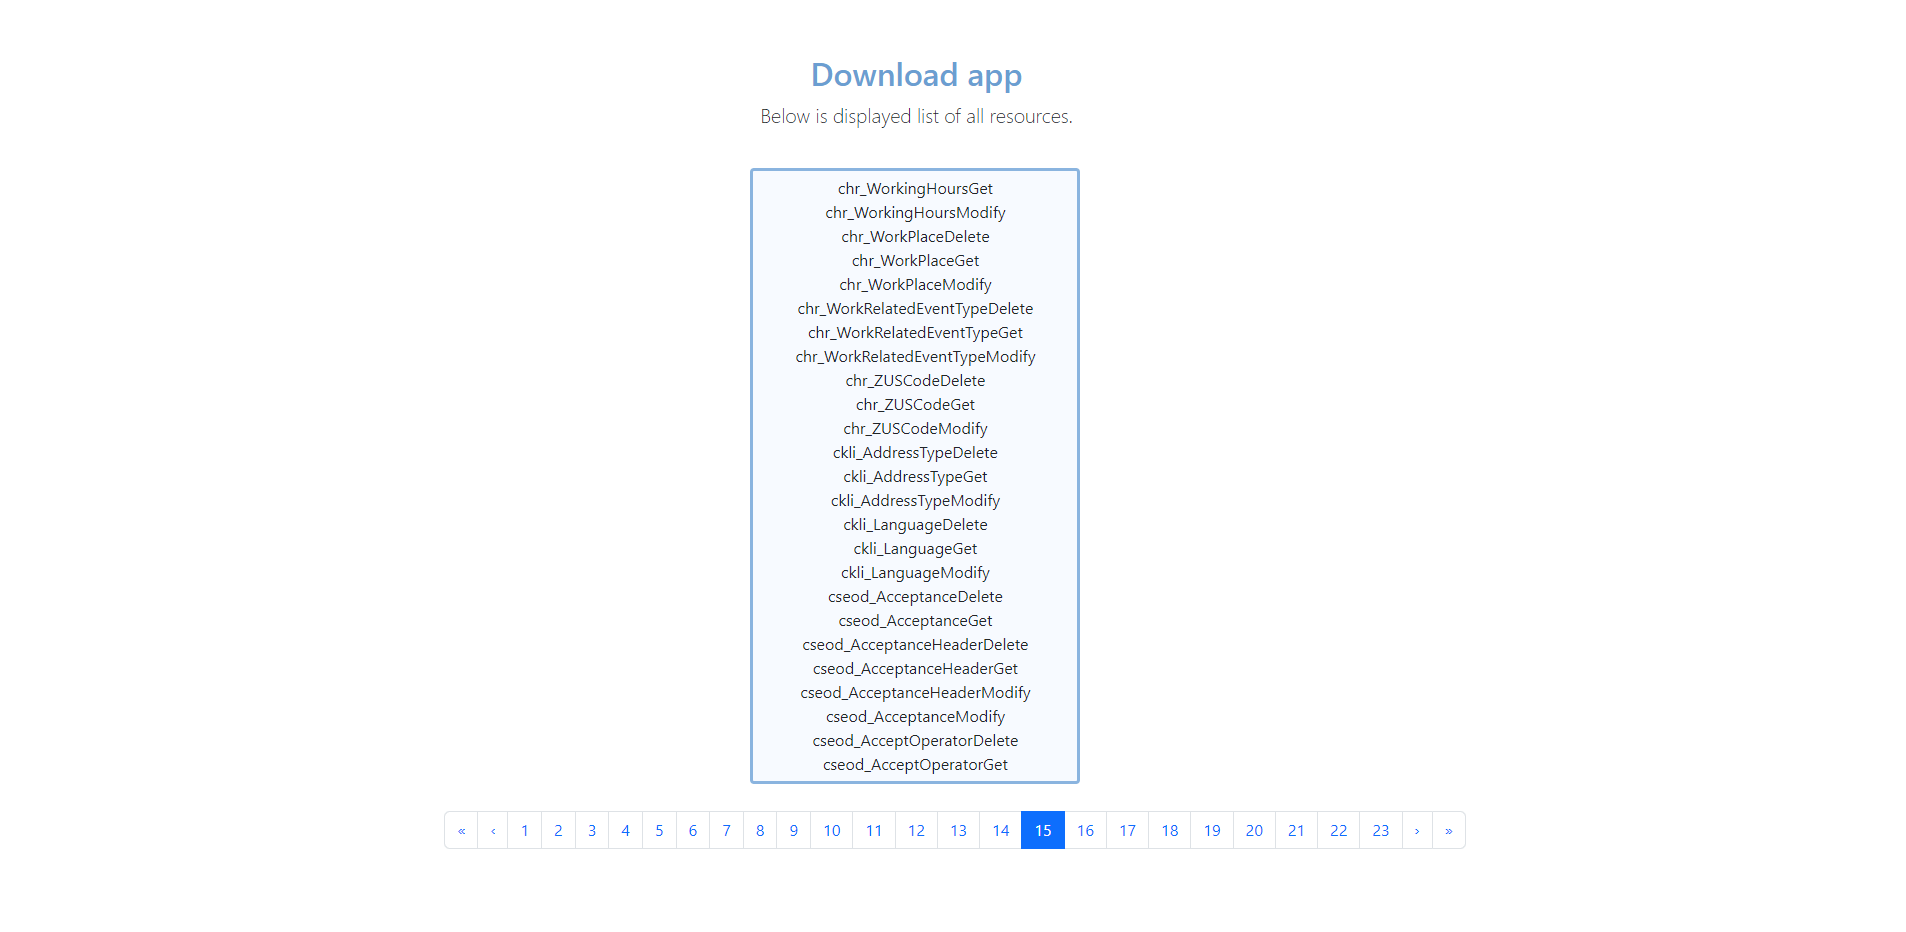 Download app
Below is displayed list of all resources.
chr_WorkingHoursGet
chr_WorkingHoursModify
chr_WorkPlaceDelete
chr_WorkPlaceGet
chr_WorkPlaceModify
chr_WorkRelatedEventTypeDelete
chr_WorkRelatedEventTypeGet
chr_WorkRelatedEventTypeModify
chr_ZUSCodeDelete
chr_ZUSCodeGet
chr_ZUSCodeModify
ckli_AddressTypeDelete
ckli_AddressTypeGet
ckli_AddressTypeModify
ckli_LanguageDelete
ckli_LanguageGet
ckli_LanguageModify
cseod_AcceptanceDelete
cseod_AcceptanceGet
cseod_AcceptanceHeaderDelete
cseod_AcceptanceHeaderGet
cseod_AcceptanceHeaderModify
cseod_AcceptanceModify
cseod_AcceptOperatorDelete
cseod_AcceptOperatorGet
« ‹ 1 2 3 4 5 6 7 8 9 10 11 12 13 14 15 16 17 18 19 20 21 22 23 › »